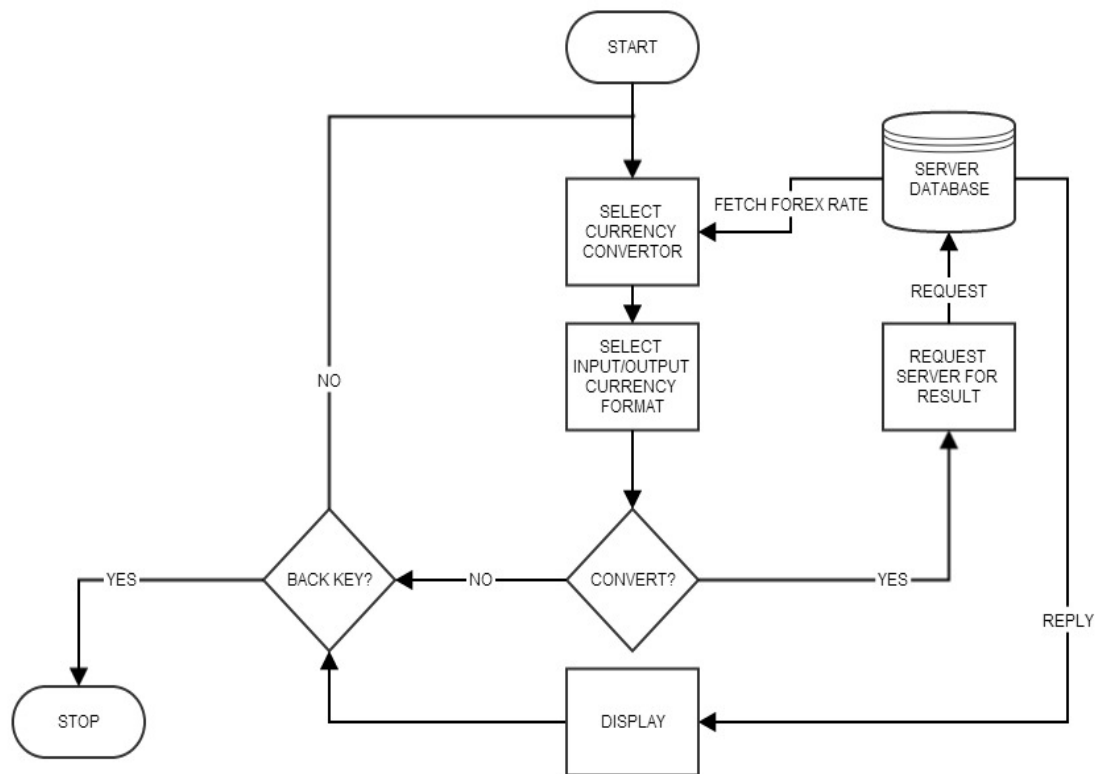 START
SERVER
DATABASE
FETCH FOREX RATE
SELECT
CURRENCY
CONVERTOR
REQUEST
SELECT
INPUT/OUTPUT
CURRENCY
FORMAT
REQUEST
SERVER FOR
RESULT
NO
YES
BACK KEY?
NO
CONVERT?
YES
REPLY
STOP
DISPLAY